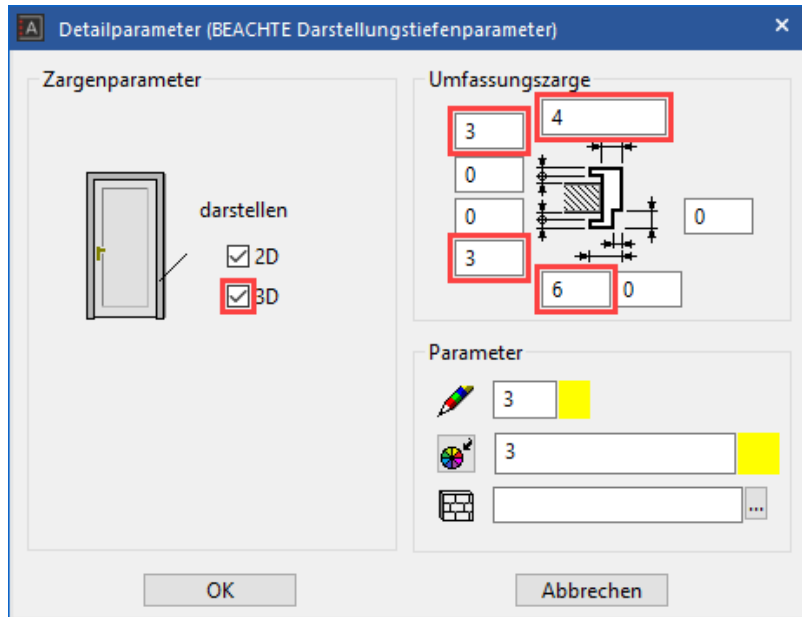 Detailparameter (BEACHTE Darstellungstiefenparameter)
Zargenparameter
darstellen
2D
3D
Umfassungszarge
3
4
0
0
0
3
6
0
Parameter
3
3
...
OK
Abbrechen